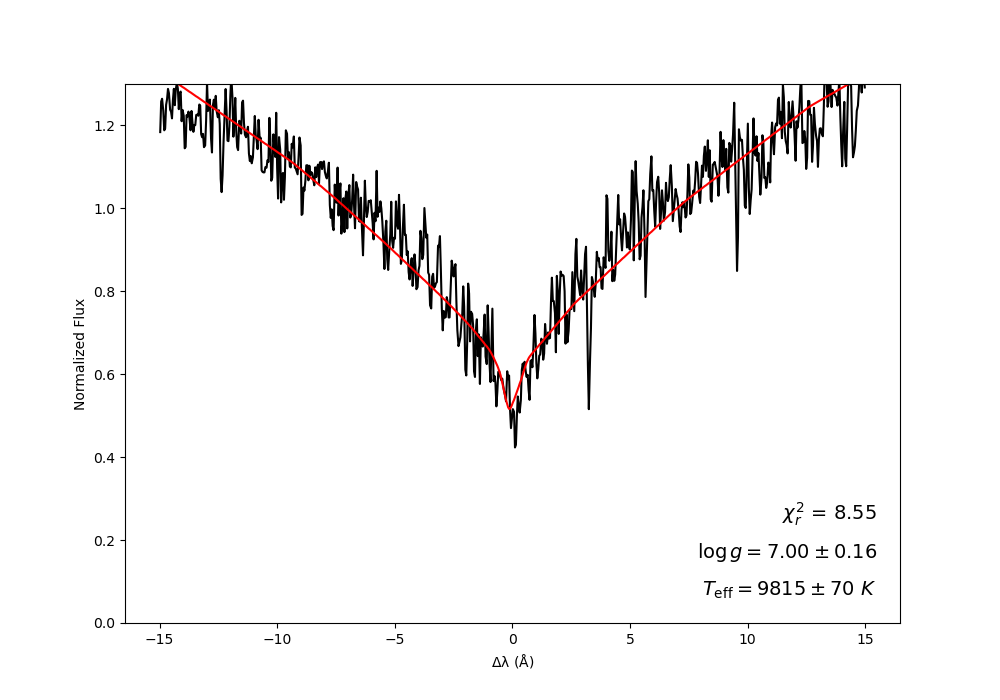 1.2
1.0
0.8
0.6
0.4
0.2
0.0
Normalized Flux
χ²ᵣ = 8.55
log g = 7.00 ± 0.16
T_eff = 9815 ± 70 K
−15 −10 −5 0 5 10 15
Δλ (Å)